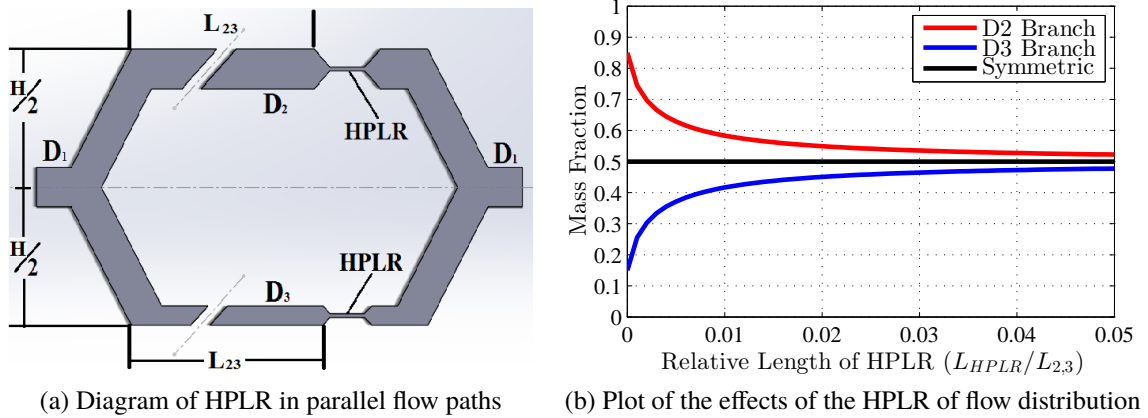 L23
H/2
D1
D2
HPLR
D1
H/2
HPLR
D3
L23
(a) Diagram of HPLR in parallel flow paths
1
0.9
0.8
0.7
0.6
0.5
0.4
0.3
0.2
0.1
0
Mass Fraction
D2 Branch
D3 Branch
Symmetric
0 0.01 0.02 0.03 0.04 0.05
Relative Length of HPLR (L_HPLR/L_2,3)
(b) Plot of the effects of the HPLR of flow distribution